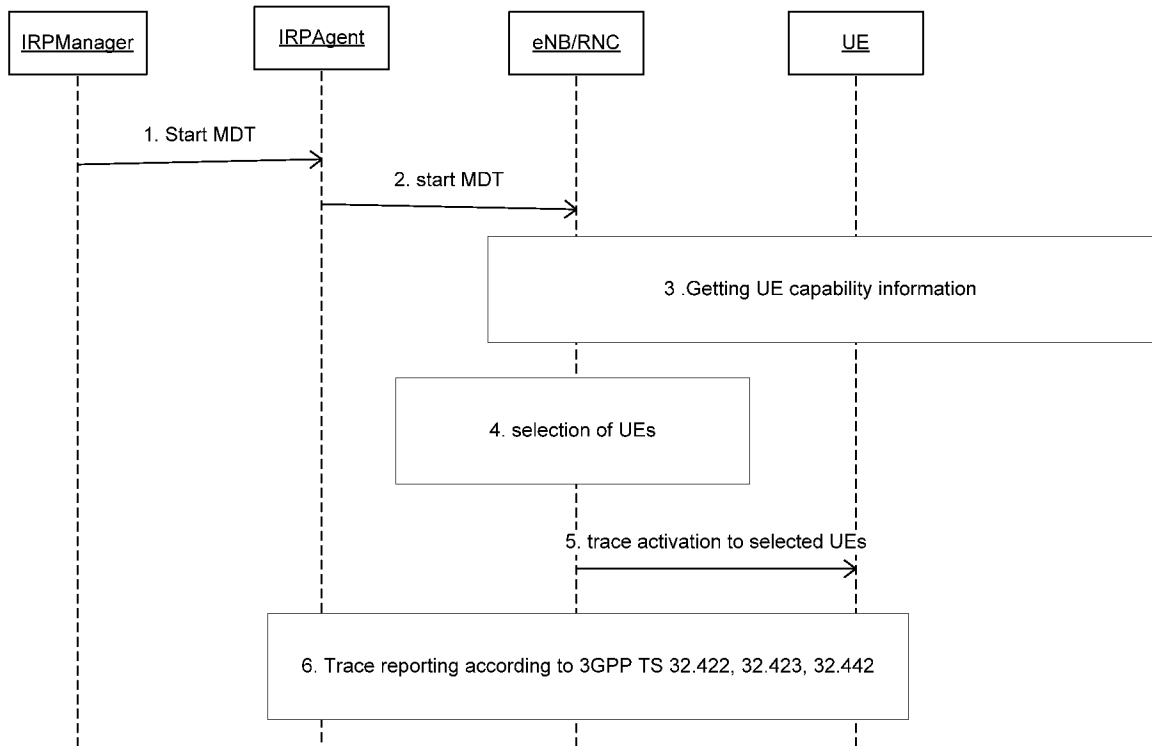 IRPManager
IRPAgent
eNB/RNC
UE
1. Start MDT
2. start MDT
3 .Getting UE capability information
4. selection of UEs
5. trace activation to selected UEs
6. Trace reporting according to 3GPP TS 32.422, 32.423, 32.442